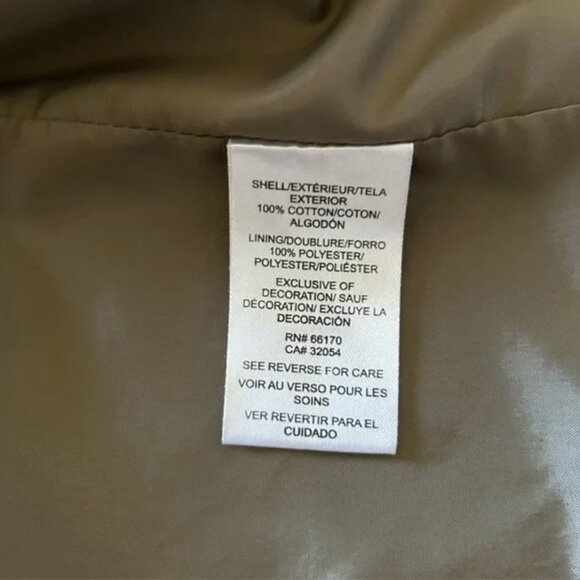 SHELL/EXTÉRIEUR/TELA
EXTERIOR
100% COTTON/COTON/
ALGODÓN
LINING/DOUBLURE/FORRO
100% POLYESTER/
POLYESTER/POLIÉSTER
EXCLUSIVE OF
DECORATION/ SAUF
DÉCORATION/ EXCLUYE LA
DECORACIÓN
RN# 66170
CA# 32054
SEE REVERSE FOR CARE
VOIR AU VERSO POUR LES
SOINS
VER REVERTIR PARA EL
CUIDADO